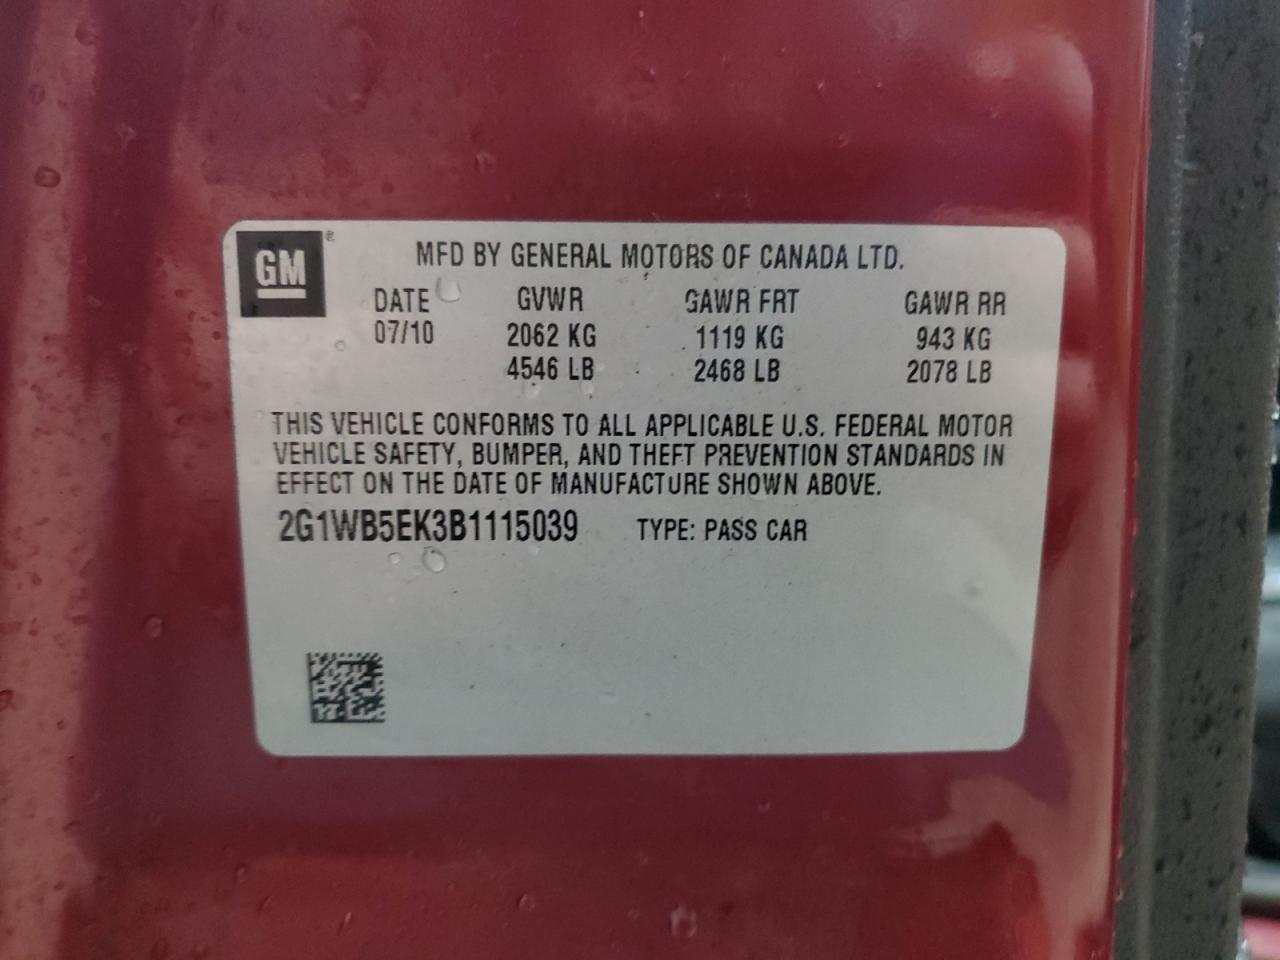 GM ®
MFD BY GENERAL MOTORS OF CANADA LTD.
DATE GVWR GAWR FRT GAWR RR
07/10 2062 KG 1119 KG 943 KG
4546 LB 2468 LB 2078 LB
THIS VEHICLE CONFORMS TO ALL APPLICABLE U.S. FEDERAL MOTOR
VEHICLE SAFETY, BUMPER, AND THEFT PREVENTION STANDARDS IN
EFFECT ON THE DATE OF MANUFACTURE SHOWN ABOVE.
2G1WB5EK3B1115039 TYPE: PASS CAR